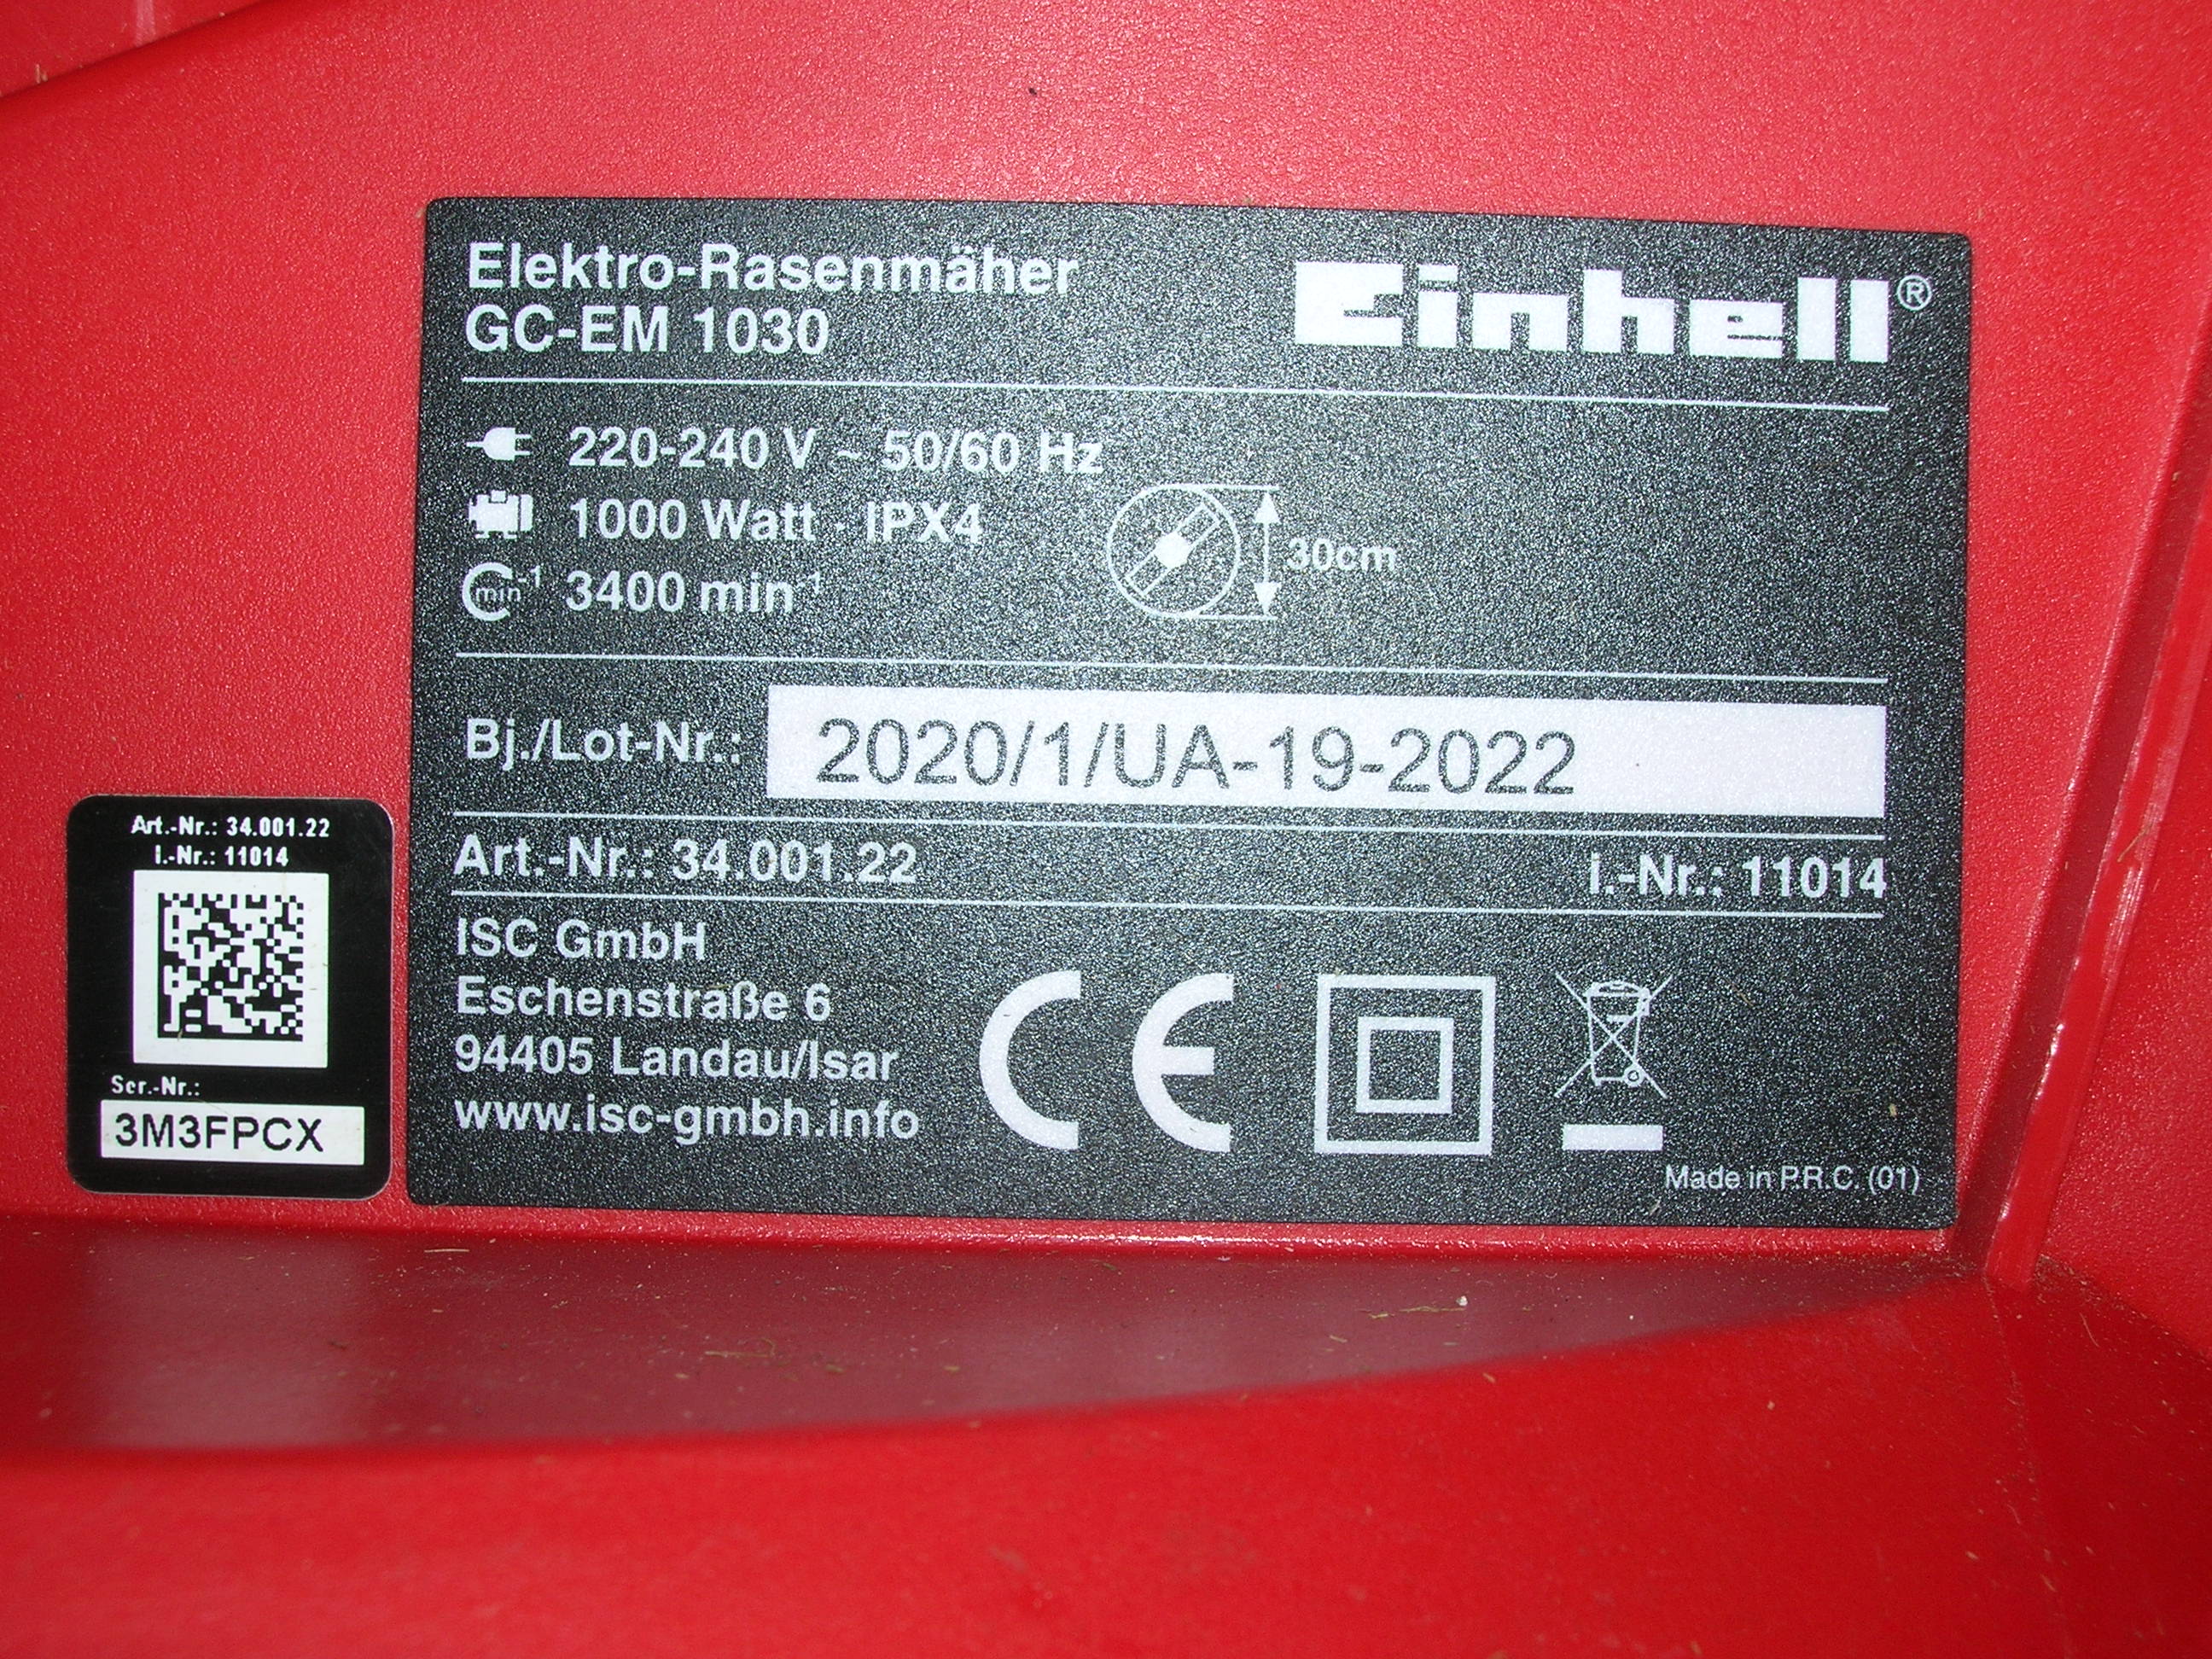 Elektro-Rasenmäher
GC-EM 1030
Einhell®
220-240 V ~ 50/60 Hz
1000 Watt · IPX4
min-1 3400 min-1
30cm
Bj./Lot-Nr.: 2020/1/UA-19-2022
Art.-Nr.: 34.001.22 I.-Nr.: 11014
ISC GmbH
Eschenstraße 6
94405 Landau/Isar
www.isc-gmbh.info
CE
Made in P.R.C. (01)
Art.-Nr.: 34.001.22
I.-Nr.: 11014
Ser.-Nr.:
3M3FPCX